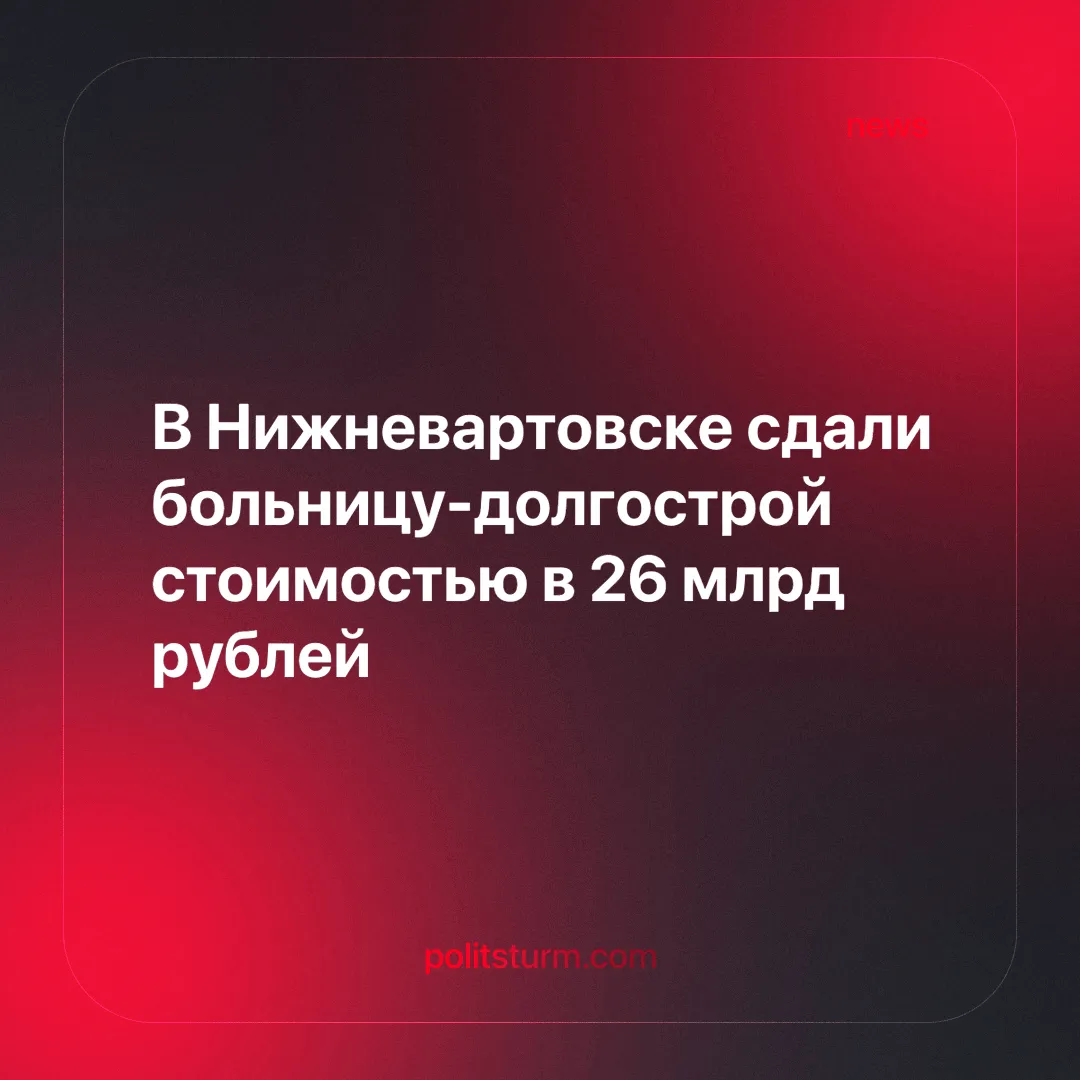 news
В Нижневартовске сдали
больницу-долгострой
стоимостью в 26 млрд
рублей
politsturm.com